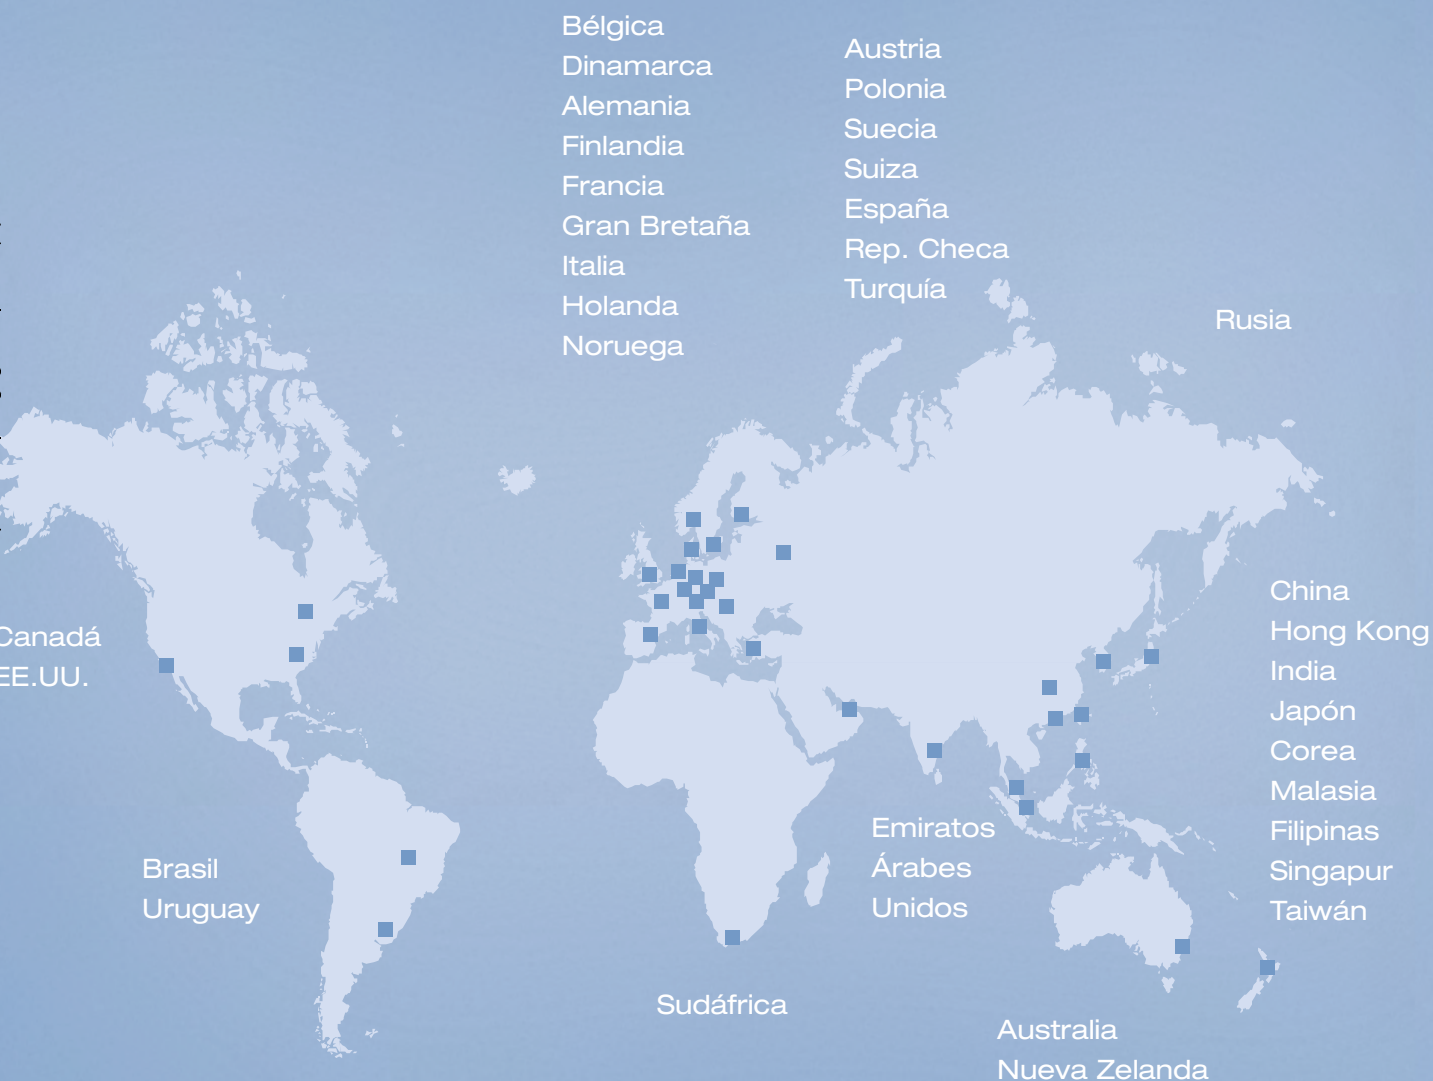 Bélgica
Dinamarca
Alemania
Finlandia
Francia
Gran Bretaña
Italia
Holanda
Noruega
Austria
Polonia
Suecia
Suiza
España
Rep. Checa
Turquía
Rusia
Canadá
EE.UU.
China
Hong Kong
India
Japón
Corea
Malasia
Filipinas
Singapur
Taiwán
Brasil
Uruguay
Emiratos
Árabes
Unidos
Sudáfrica
Australia
Nueva Zelanda